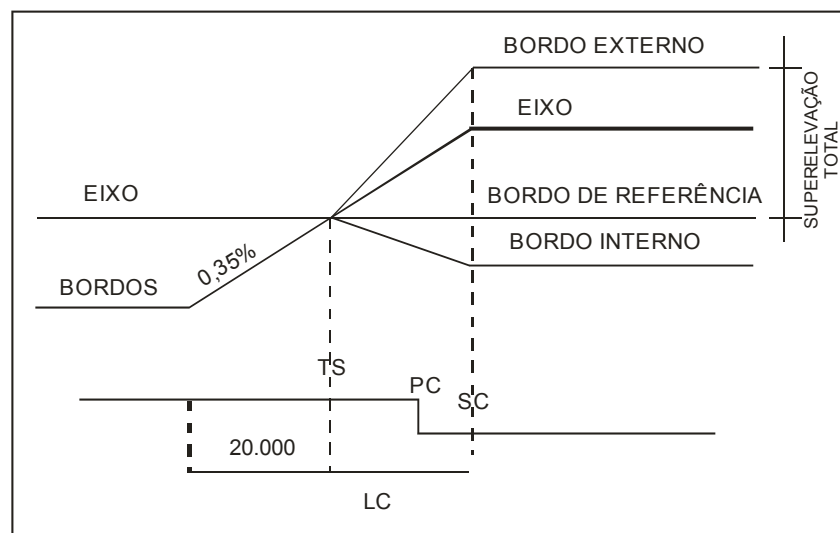 BORDO EXTERNO
EIXO
SUPERELEVAÇÃO
TOTAL
EIXO
BORDO DE REFERÊNCIA
BORDO INTERNO
0,35%
BORDOS
TS
PC
SC
20.000
LC